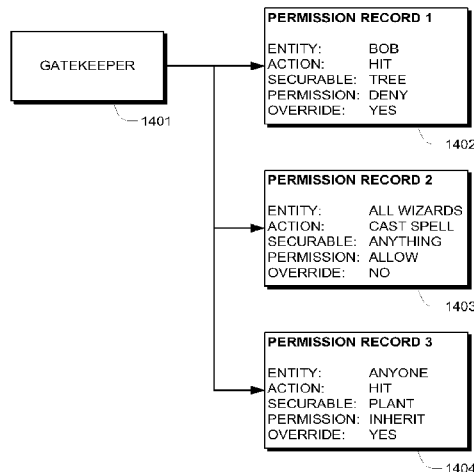 GATEKEEPER
1401
PERMISSION RECORD 1
ENTITY: BOB
ACTION: HIT
SECURABLE: TREE
PERMISSION: DENY
OVERRIDE: YES
1402
PERMISSION RECORD 2
ENTITY: ALL WIZARDS
ACTION: CAST SPELL
SECURABLE: ANYTHING
PERMISSION: ALLOW
OVERRIDE: NO
1403
PERMISSION RECORD 3
ENTITY: ANYONE
ACTION: HIT
SECURABLE: PLANT
PERMISSION: INHERIT
OVERRIDE: YES
1404